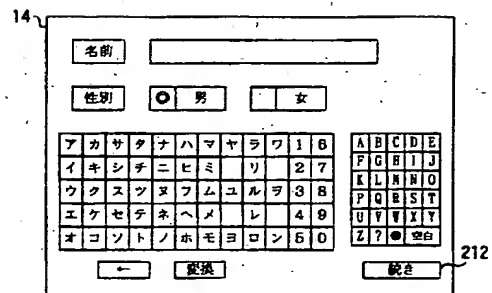 14
名前
性別 ◎ 男 女
ア カ サ タ ナ ハ マ ヤ ラ ワ 1 6 A B C D E
イ キ シ チ ニ ヒ ミ リ 2 7 F G H I J
ウ ク ス ツ ヌ フ ム ユ ル ヲ 3 8 K L M N O
エ ケ セ テ ネ ヘ メ レ 4 9 P Q R S T
オ コ ソ ト ノ ホ モ ヨ ロ ン 5 0 U V W X Y
Z ? ● 空白
← 変換 続き 212